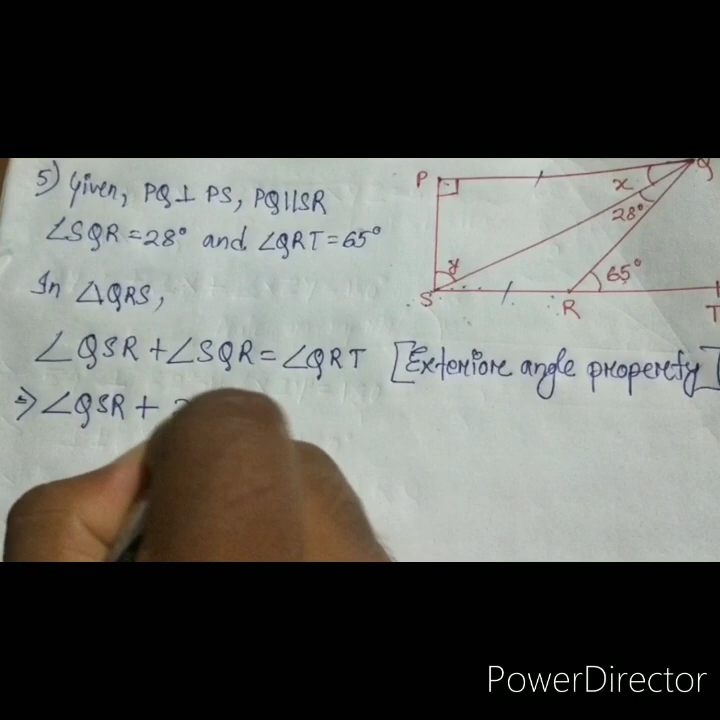 5) Given, PQ⊥ PS, PQ||SR
∠SQR = 28° and ∠QRT = 65°
In △QRS,
∠QSR + ∠SQR = ∠QRT [Exteriore angle propererty]
⇒ ∠QSR +
P
Q
x
28°
y
65°
S
R
T
PowerDirector